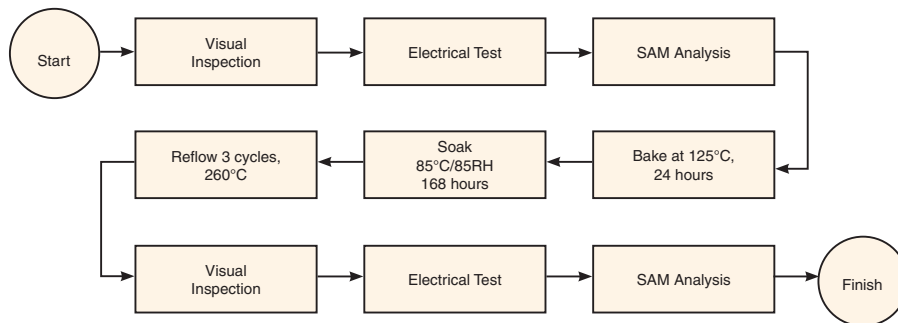 Start
Visual
Inspection
Electrical Test
SAM Analysis
Bake at 125°C,
24 hours
Soak
85°C/85RH
168 hours
Reflow 3 cycles,
260°C
Visual
Inspection
Electrical Test
SAM Analysis
Finish